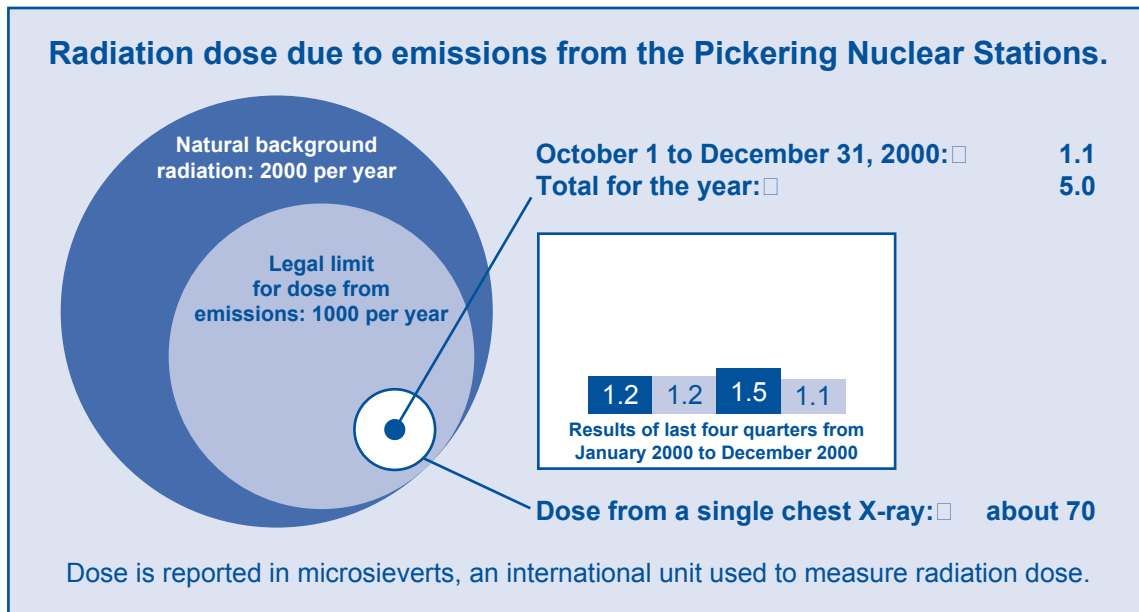 Radiation dose due to emissions from the Pickering Nuclear Stations.
Natural background
radiation: 2000 per year
Legal limit
for dose from
emissions: 1000 per year
October 1 to December 31, 2000:□ 1.1
Total for the year:□ 5.0
1.2 1.2 1.5 1.1
Results of last four quarters from
January 2000 to December 2000
Dose from a single chest X-ray:□ about 70
Dose is reported in microsieverts, an international unit used to measure radiation dose.